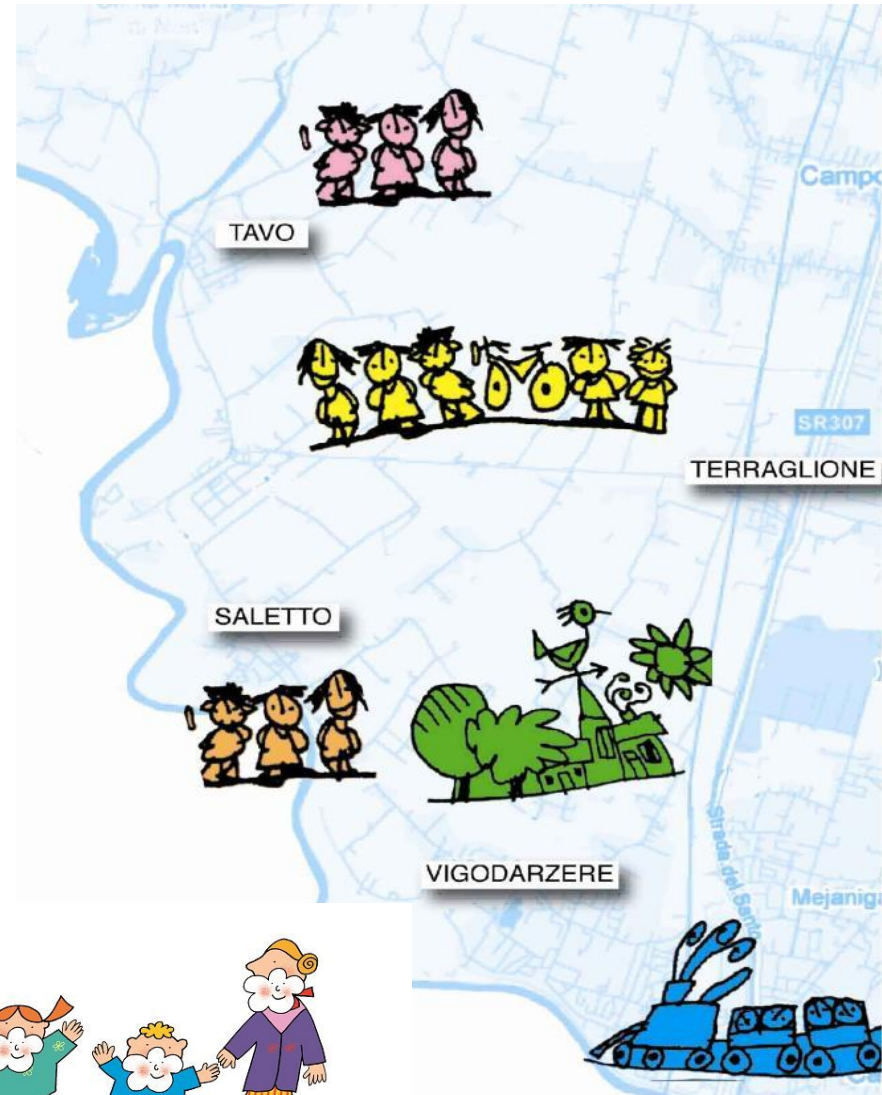 TAVO
Campo
SR307
TERRAGLIONE
SALETTO
VIGODARZERE
Strada del Santo
Mejaniga